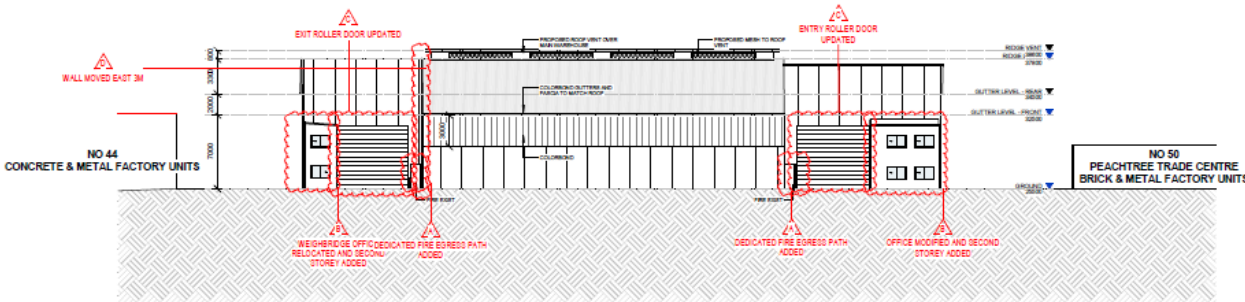 C
EXIT ROLLER DOOR UPDATED
C
ENTRY ROLLER DOOR
UPDATED
PROPOSED ROOF VENT OVER
MAIN WAREHOUSE
PROPOSED MESH TO ROOF
VENT
RIDGE VENT
RIDGE
D
WALL MOVED EAST 3M
800
2000
7000
3000
COLORBOND GUTTERS AND
FASCIA TO MATCH ROOF
COLORBOND
GUTTER LEVEL - REAR
GUTTER LEVEL - FRONT
NO 44
CONCRETE & METAL FACTORY UNITS
NO 50
PEACHTREE TRADE CENTRE
BRICK & METAL FACTORY UNITS
GROUND
FIRE EXIT
FIRE EXIT
B
WEIGHBRIDGE OFFIC
RELOCATED AND SECOND
STOREY ADDED
A
DEDICATED FIRE EGRESS PATH
ADDED
A
DEDICATED FIRE EGRESS PATH
ADDED
B
OFFICE MODIFIED AND SECOND
STOREY ADDED